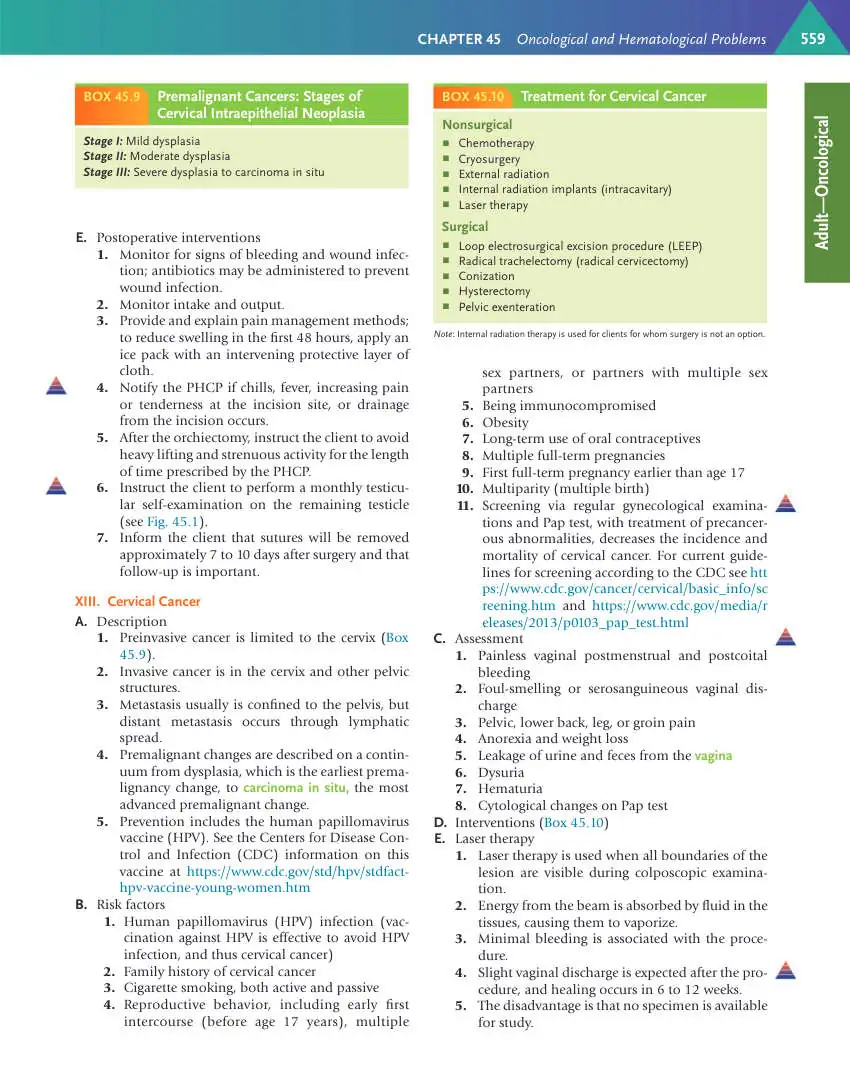 CHAPTER 45 Oncological and Hematological Problems 559
BOX 45.9 Premalignant Cancers: Stages of
Cervical Intraepithelial Neoplasia
Stage I: Mild dysplasia
Stage II: Moderate dysplasia
Stage III: Severe dysplasia to carcinoma in situ
E. Postoperative interventions
1. Monitor for signs of bleeding and wound infec-
tion; antibiotics may be administered to prevent
wound infection.
2. Monitor intake and output.
3. Provide and explain pain management methods;
to reduce swelling in the first 48 hours, apply an
ice pack with an intervening protective layer of
cloth.
4. Notify the PHCP if chills, fever, increasing pain
or tenderness at the incision site, or drainage
from the incision occurs.
5. After the orchiectomy, instruct the client to avoid
heavy lifting and strenuous activity for the length
of time prescribed by the PHCP.
6. Instruct the client to perform a monthly testicu-
lar self-examination on the remaining testicle
(see Fig. 45.1).
7. Inform the client that sutures will be removed
approximately 7 to 10 days after surgery and that
follow-up is important.
XIII. Cervical Cancer
A. Description
1. Preinvasive cancer is limited to the cervix (Box
45.9).
2. Invasive cancer is in the cervix and other pelvic
structures.
3. Metastasis usually is confined to the pelvis, but
distant metastasis occurs through lymphatic
spread.
4. Premalignant changes are described on a contin-
uum from dysplasia, which is the earliest prema-
lignancy change, to carcinoma in situ, the most
advanced premalignant change.
5. Prevention includes the human papillomavirus
vaccine (HPV). See the Centers for Disease Con-
trol and Infection (CDC) information on this
vaccine at https://www.cdc.gov/std/hpv/stdfact-
hpv-vaccine-young-women.htm
B. Risk factors
1. Human papillomavirus (HPV) infection (vac-
cination against HPV is effective to avoid HPV
infection, and thus cervical cancer)
2. Family history of cervical cancer
3. Cigarette smoking, both active and passive
4. Reproductive behavior, including early first
intercourse (before age 17 years), multiple
BOX 45.10 Treatment for Cervical Cancer
Nonsurgical
■ Chemotherapy
■ Cryosurgery
■ External radiation
■ Internal radiation implants (intracavitary)
■ Laser therapy
Surgical
■ Loop electrosurgical excision procedure (LEEP)
■ Radical trachelectomy (radical cervicectomy)
■ Conization
■ Hysterectomy
■ Pelvic exenteration
Note: Internal radiation therapy is used for clients for whom surgery is not an option.
sex partners, or partners with multiple sex
partners
5. Being immunocompromised
6. Obesity
7. Long-term use of oral contraceptives
8. Multiple full-term pregnancies
9. First full-term pregnancy earlier than age 17
10. Multiparity (multiple birth)
11. Screening via regular gynecological examina-
tions and Pap test, with treatment of precancer-
ous abnormalities, decreases the incidence and
mortality of cervical cancer. For current guide-
lines for screening according to the CDC see htt
ps://www.cdc.gov/cancer/cervical/basic_info/sc
reening.htm and https://www.cdc.gov/media/r
eleases/2013/p0103_pap_test.html
C. Assessment
1. Painless vaginal postmenstrual and postcoital
bleeding
2. Foul-smelling or serosanguineous vaginal dis-
charge
3. Pelvic, lower back, leg, or groin pain
4. Anorexia and weight loss
5. Leakage of urine and feces from the vagina
6. Dysuria
7. Hematuria
8. Cytological changes on Pap test
D. Interventions (Box 45.10)
E. Laser therapy
1. Laser therapy is used when all boundaries of the
lesion are visible during colposcopic examina-
tion.
2. Energy from the beam is absorbed by fluid in the
tissues, causing them to vaporize.
3. Minimal bleeding is associated with the proce-
dure.
4. Slight vaginal discharge is expected after the pro-
cedure, and healing occurs in 6 to 12 weeks.
5. The disadvantage is that no specimen is available
for study.
Adult—Oncological